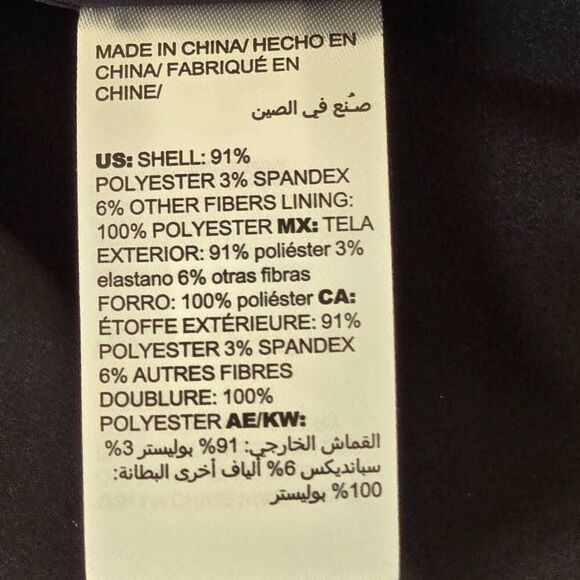 MADE IN CHINA/ HECHO EN
CHINA/ FABRIQUÉ EN
CHINE/
صُنع في الصين
US: SHELL: 91%
POLYESTER 3% SPANDEX
6% OTHER FIBERS LINING:
100% POLYESTER MX: TELA
EXTERIOR: 91% poliéster 3%
elastano 6% otras fibras
FORRO: 100% poliéster CA:
ÉTOFFE EXTÉRIEURE: 91%
POLYESTER 3% SPANDEX
6% AUTRES FIBRES
DOUBLURE: 100%
POLYESTER AE/KW:
القماش الخارجي: 91% بوليستر 3%
سبانديكس 6% ألياف أخرى البطانة:
100% بوليستر